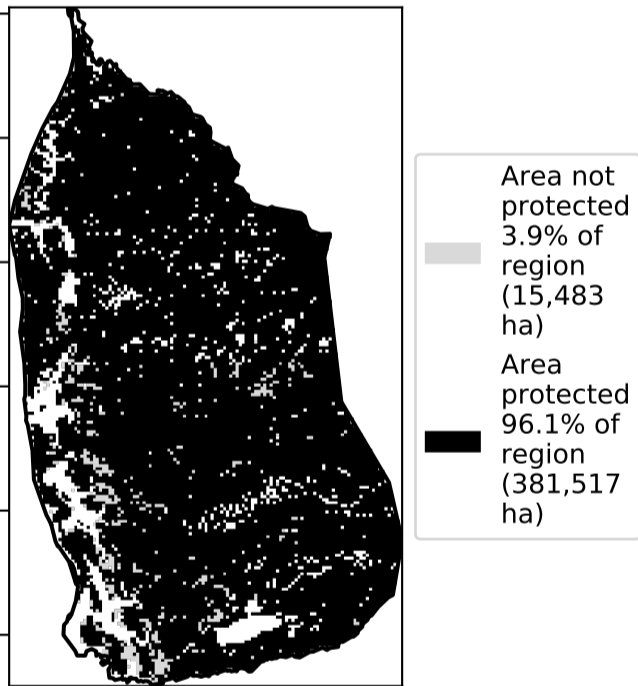 Area not
protected
3.9% of
region
(15,483
ha)
Area
protected
96.1% of
region
(381,517
ha)